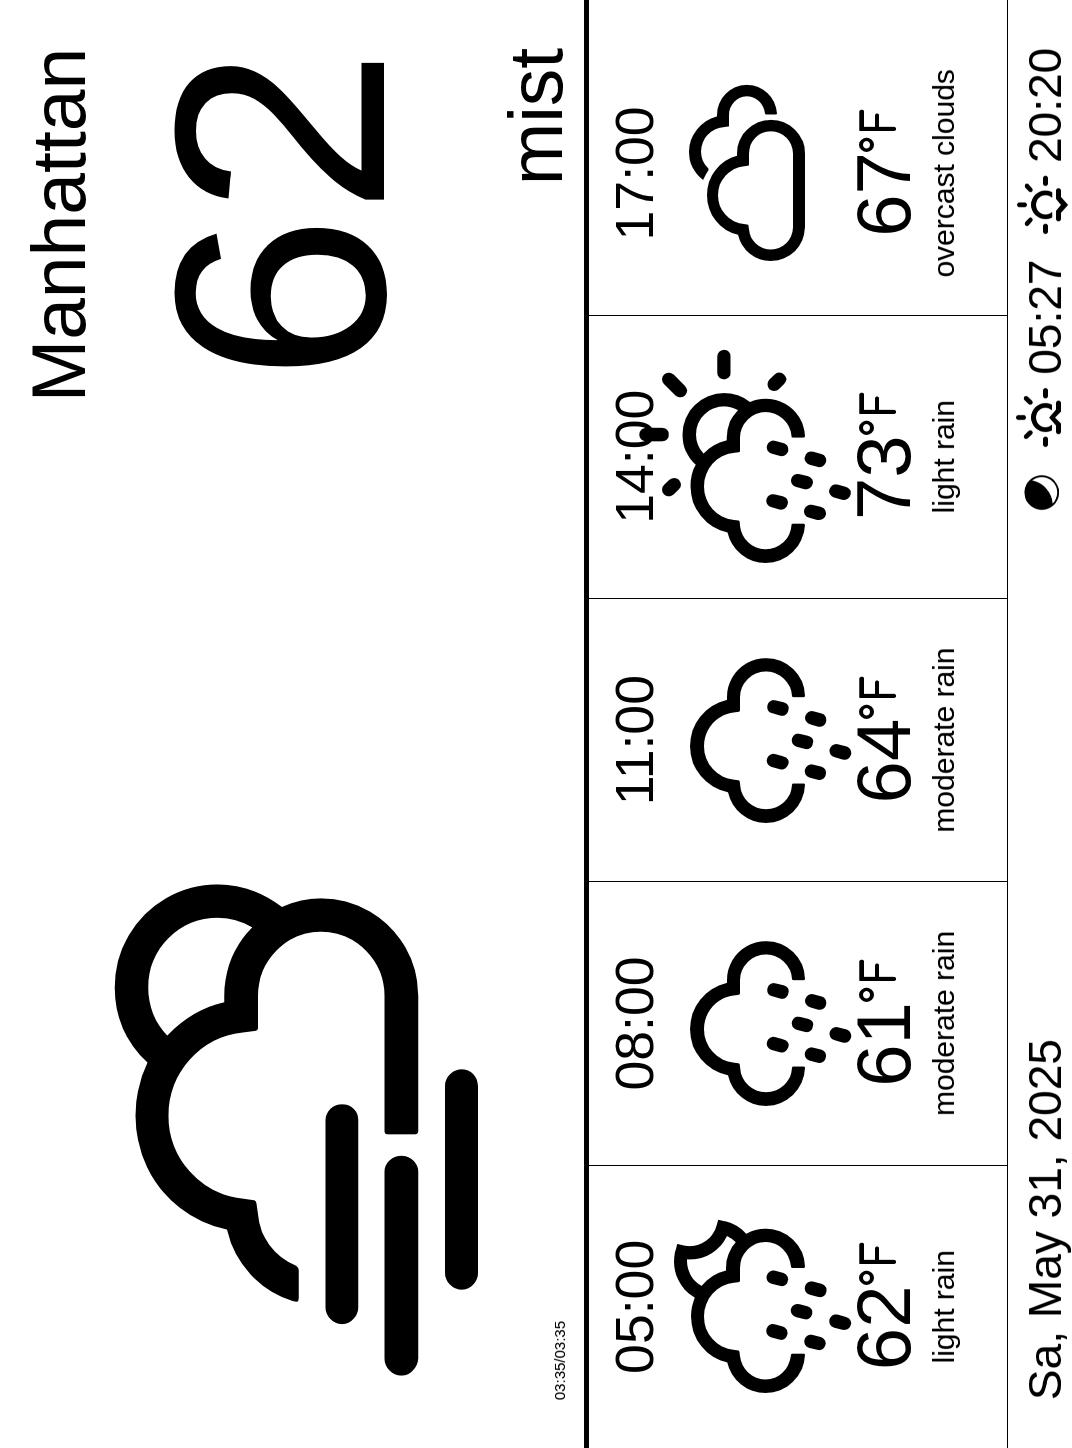 Manhattan
62
mist
03:35/03:35
05:00 08:00 11:00 14:00 17:00
62°F 61°F 64°F 73°F 67°F
light rain moderate rain moderate rain light rain overcast clouds
Sa, May 31, 2025 05:27 20:20